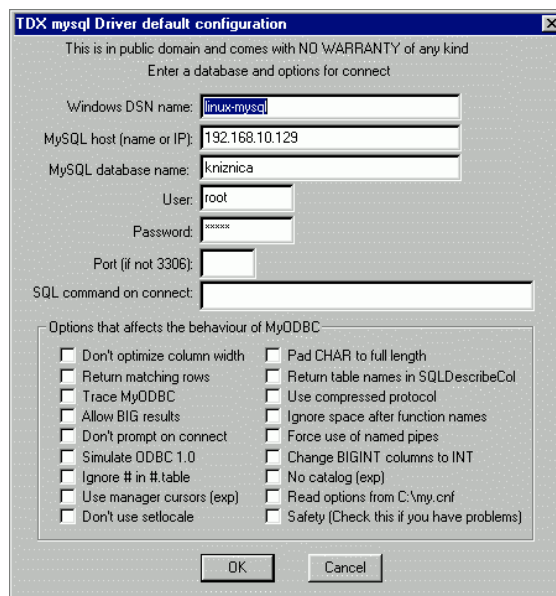 TDX mysql Driver default configuration
This is in public domain and comes with NO WARRANTY of any kind
Enter a database and options for connect
Windows DSN name: linux-mysql
MySQL host (name or IP): 192.168.10.129
MySQL database name: kniznica
User: root
Password: xxxxx
Port (if not 3306):
SQL command on connect:
Options that affects the behaviour of MyODBC
Don't optimize column width Pad CHAR to full length
Return matching rows Return table names in SQLDescribeCol
Trace MyODBC Use compressed protocol
Allow BIG results Ignore space after function names
Don't prompt on connect Force use of named pipes
Simulate ODBC 1.0 Change BIGINT columns to INT
Ignore # in #.table No catalog (exp)
Use manager cursors (exp) Read options from C:\my.cnf
Don't use setlocale Safety (Check this if you have problems)
OK Cancel